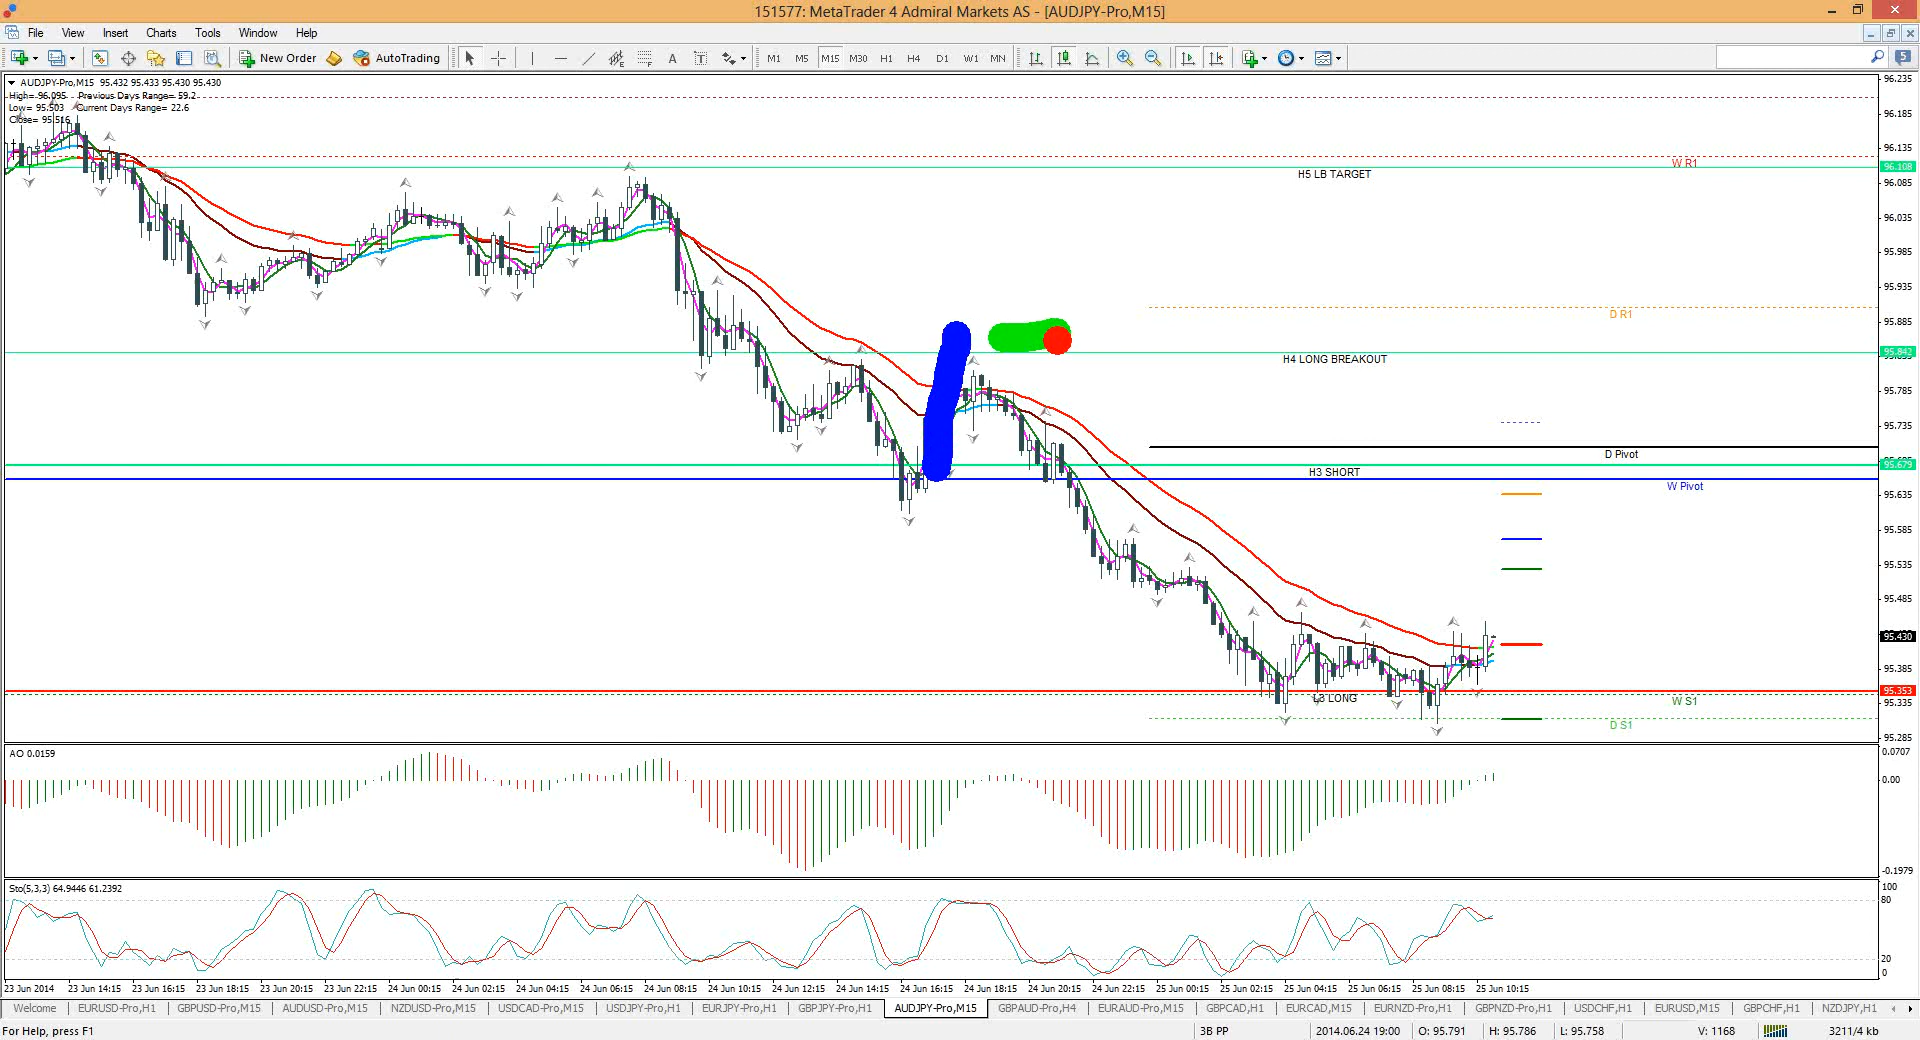 151577: MetaTrader 4 Admiral Markets AS - [AUDJPY-Pro,M15]
File View Insert Charts Tools Window Help
New Order AutoTrading A T M1 M5 M15 M30 H1 H4 D1 W1 MN 5
AUDJPY-Pro,M15 95.432 95.433 95.430 95.430
High= 96.095 Previous Days Range= 59.2
Low= 95.503 Current Days Range= 22.6
Close= 95.516
96.235
96.185
96.135
W R1
96.108
H5 LB TARGET
96.085
96.035
95.985
95.935
D R1
95.885
95.842
H4 LONG BREAKOUT
95.785
95.735
D Pivot
95.679
H3 SHORT
W Pivot
95.635
95.585
95.535
95.485
95.430
95.385
95.353
L3 LONG
W S1
95.335
D S1
95.285
AO 0.0159
0.0707
0.00
-0.1979
Sto(5,3,3) 64.9446 61.2392
100
80
20
0
23 Jun 2014 23 Jun 14:15 23 Jun 16:15 23 Jun 18:15 23 Jun 20:15 23 Jun 22:15 24 Jun 00:15 24 Jun 02:15 24 Jun 04:15 24 Jun 06:15 24 Jun 08:15 24 Jun 10:15 24 Jun 12:15 24 Jun 14:15 24 Jun 16:15 24 Jun 18:15 24 Jun 20:15 24 Jun 22:15 25 Jun 00:15 25 Jun 02:15 25 Jun 04:15 25 Jun 06:15 25 Jun 08:15 25 Jun 10:15
Welcome EURUSD-Pro,H1 GBPUSD-Pro,M15 AUDUSD-Pro,M15 NZDUSD-Pro,M15 USDCAD-Pro,M15 USDJPY-Pro,H1 EURJPY-Pro,H1 GBPJPY-Pro,H1 AUDJPY-Pro,M15 GBPAUD-Pro,H4 EURAUD-Pro,M15 GBPCAD,H1 EURCAD,M15 EURNZD-Pro,H1 GBPNZD-Pro,H1 USDCHF,H1 EURUSD,M15 GBPCHF,H1 NZDJPY,H1
For Help, press F1 3B PP 2014.06.24 19:00 O: 95.791 H: 95.786 L: 95.758 V: 1168 3211/4 kb